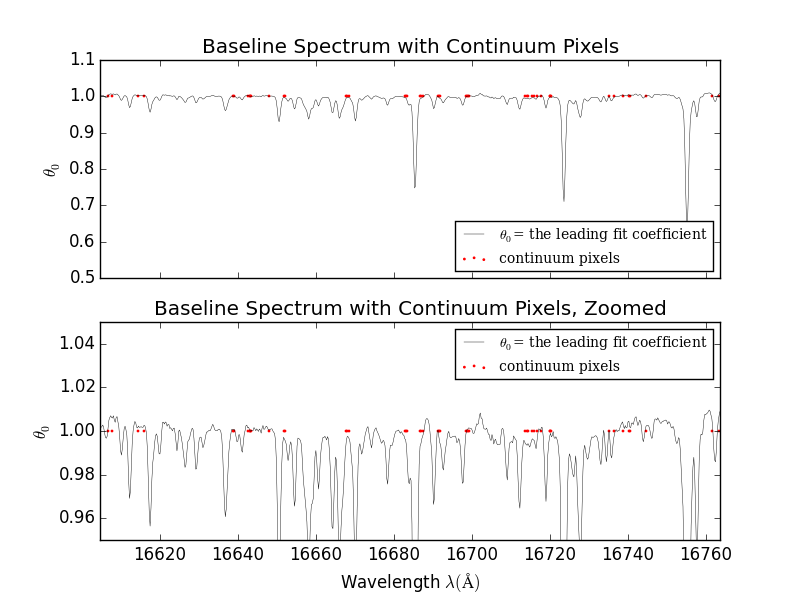 Baseline Spectrum with Continuum Pixels
1.1
1.0
0.9
0.8
0.7
0.6
0.5
θ0
θ0 = the leading fit coefficient
continuum pixels
Baseline Spectrum with Continuum Pixels, Zoomed
1.04
1.02
1.00
0.98
0.96
θ0
θ0 = the leading fit coefficient
continuum pixels
16620 16640 16660 16680 16700 16720 16740 16760
Wavelength λ(Å)